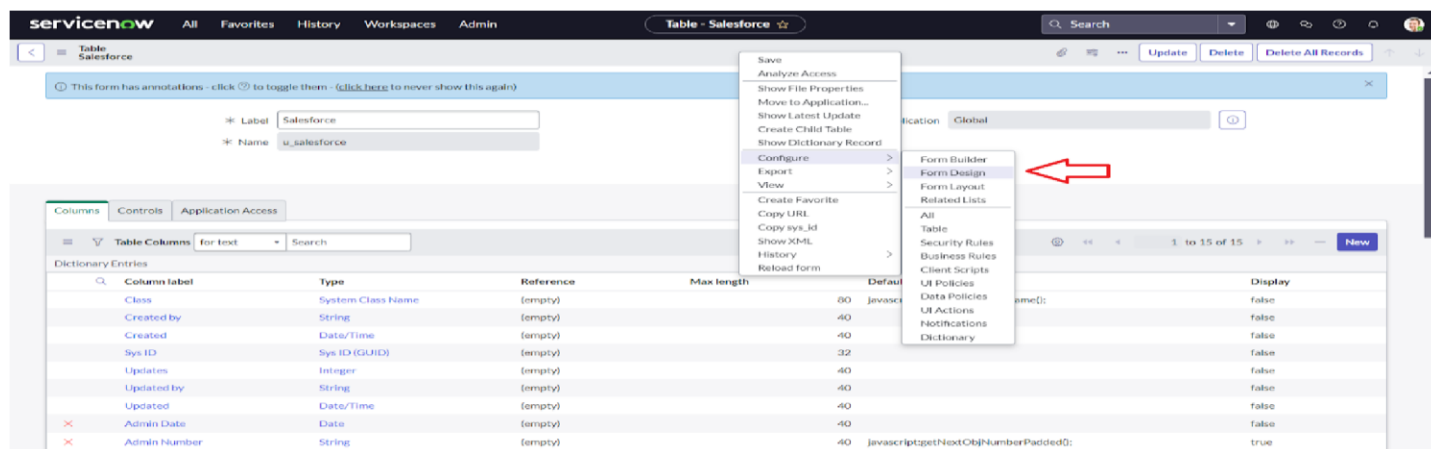 servicenow All Favorites History Workspaces Admin Table - Salesforce Search
Table
Salesforce
Update Delete Delete All Records
This form has annotations - click ? to toggle them - (click here to never show this again)
* Label Salesforce
lication Global
* Name u_salesforce
Save
Analyze Access
Show File Properties
Move to Application...
Show Latest Update
Create Child Table
Show Dictionary Record
Configure >
Export >
View >
Create Favorite
Copy URL
Copy sys_id
Show XML
History >
Reload form
Form Builder
Form Design
Form Layout
Related Lists
All
Table
Security Rules
Business Rules
Client Scripts
UI Policies
Data Policies
UI Actions
Notifications
Dictionary
Columns Controls Application Access
Table Columns for text Search 1 to 15 of 15 New
Dictionary Entries
Column label Type Reference Max length Defaul Display
Class System Class Name (empty) 80 javascr ame(); false
Created by String (empty) 40 false
Created Date/Time (empty) 40 false
Sys ID Sys ID (GUID) (empty) 32 false
Updates Integer (empty) 40 false
Updated by String (empty) 40 false
Updated Date/Time (empty) 40 false
Admin Date Date (empty) 40 false
Admin Number String (empty) 40 javascript:getNextObjNumberPadded(); true